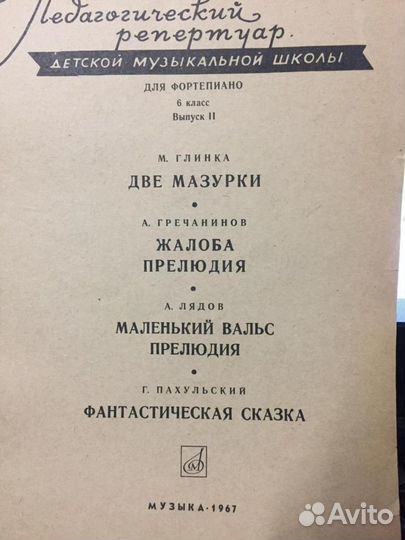 Педагогический
репертуар
ДЕТСКОЙ МУЗЫКАЛЬНОЙ ШКОЛЫ
ДЛЯ ФОРТЕПИАНО
6 класс
Выпуск II
М. ГЛИНКА
ДВЕ МАЗУРКИ
•
А. ГРЕЧАНИНОВ
ЖАЛОБА
ПРЕЛЮДИЯ
•
А. ЛЯДОВ
МАЛЕНЬКИЙ ВАЛЬС
ПРЕЛЮДИЯ
•
Г. ПАХУЛЬСКИЙ
ФАНТАСТИЧЕСКАЯ СКАЗКА
МУЗЫКА · 1967
Avito